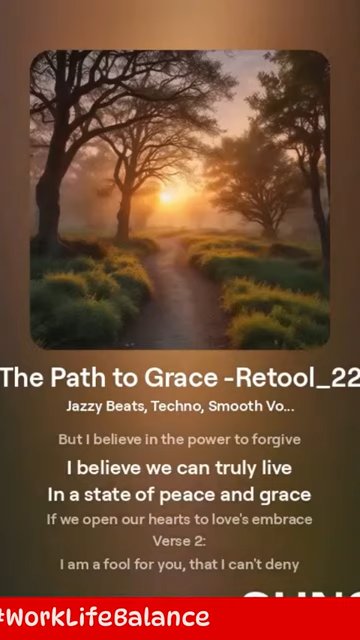 The Path to Grace -Retool_22
Jazzy Beats, Techno, Smooth Vo...
But I believe in the power to forgive
I believe we can truly live
In a state of peace and grace
If we open our hearts to love's embrace
Verse 2:
I am a fool for you, that I can't deny
#WorkLifeBalance